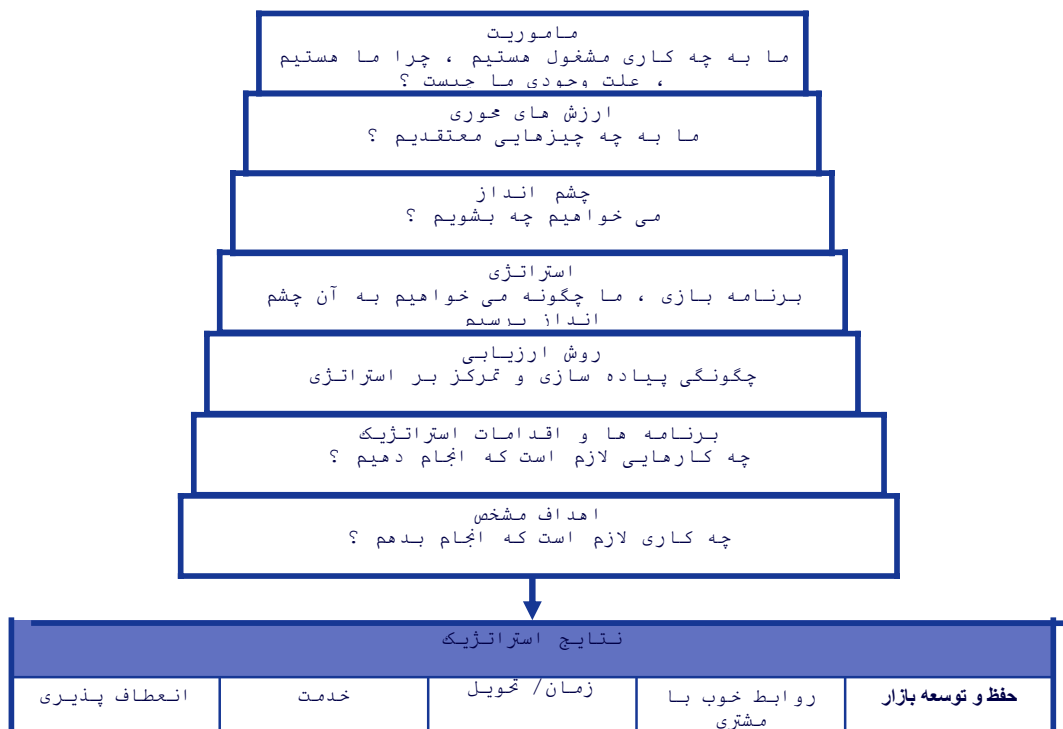 ماموریت
ما به چه کاری مشغول هستیم ، چرا ما هستیم
، علت وجودی ما چیست ؟
ارزش های محوری
ما به چه چیزهایی معتقدیم ؟
چشم انداز
می خواهیم چه بشویم ؟
استراتژی
برنامه بازی ، ما چگونه می خواهیم به آن چشم
انداز برسیم
روش ارزیابی
چگونگی پیاده سازی و تمرکز بر استراتژی
برنامه ها و اقدامات استراتژیک
چه کارهایی لازم است که انجام دهیم ؟
اهداف مشخص
چه کاری لازم است که انجام بدهم ؟
نتایج استراتژیک
حفظ و توسعه بازار
روابط خوب با
مشتری
زمان/ تحویل
خدمت
انعطاف پذیری